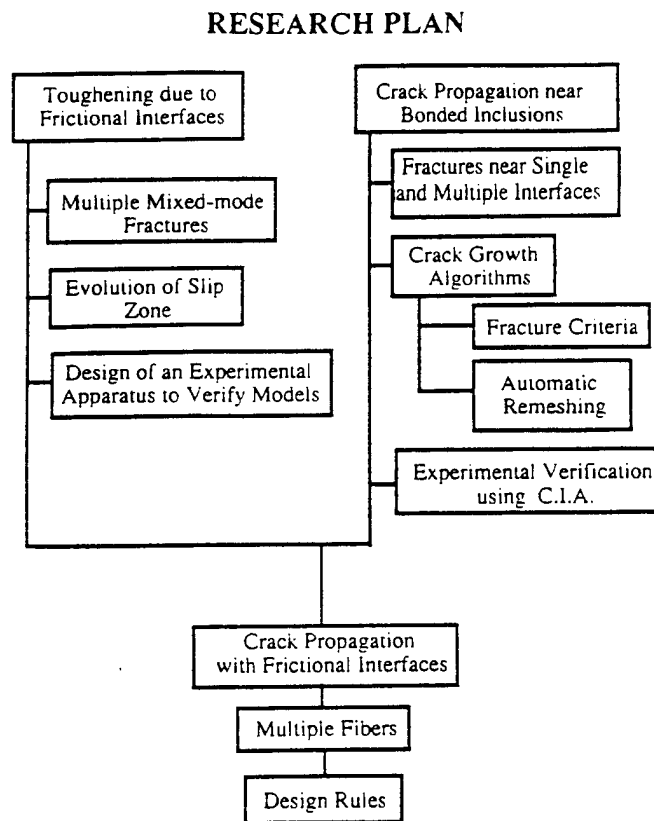 RESEARCH PLAN
Toughening due to
Frictional Interfaces
Multiple Mixed-mode
Fractures
Evolution of Slip
Zone
Design of an Experimental
Apparatus to Verify Models
Crack Propagation near
Bonded Inclusions
Fractures near Single
and Multiple Interfaces
Crack Growth
Algorithms
Fracture Criteria
Automatic
Remeshing
Experimental Verification
using C.I.A.
Crack Propagation
with Frictional Interfaces
Multiple Fibers
Design Rules